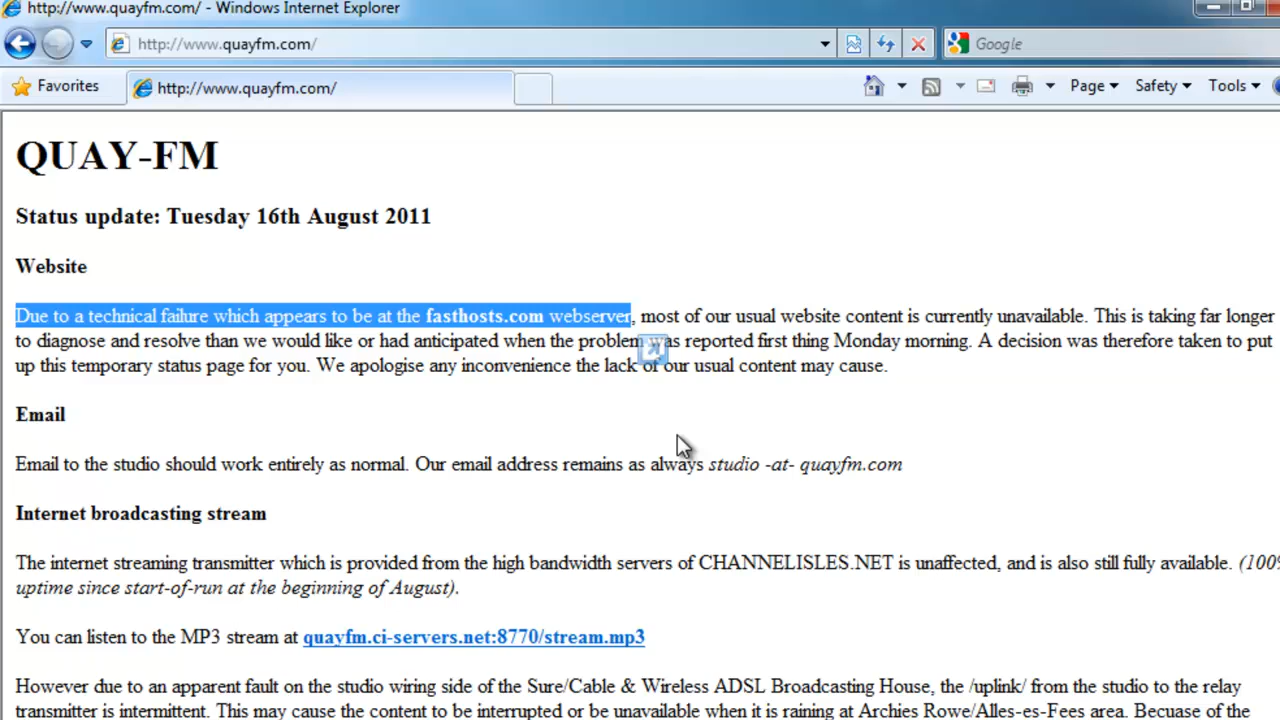 http://www.quayfm.com/ - Windows Internet Explorer
http://www.quayfm.com/
Google
Favorites
http://www.quayfm.com/
Page
Safety
Tools
QUAY-FM
Status update: Tuesday 16th August 2011
Website
Due to a technical failure which appears to be at the fasthosts.com webserver, most of our usual website content is currently unavailable. This is taking far longer
to diagnose and resolve than we would like or had anticipated when the problem was reported first thing Monday morning. A decision was therefore taken to put
up this temporary status page for you. We apologise any inconvenience the lack of our usual content may cause.
Email
Email to the studio should work entirely as normal. Our email address remains as always studio -at- quayfm.com
Internet broadcasting stream
The internet streaming transmitter which is provided from the high bandwidth servers of CHANNELISLES.NET is unaffected, and is also still fully available. (100%
uptime since start-of-run at the beginning of August).
You can listen to the MP3 stream at quayfm.ci-servers.net:8770/stream.mp3
However due to an apparent fault on the studio wiring side of the Sure/Cable & Wireless ADSL Broadcasting House, the /uplink/ from the studio to the relay
transmitter is intermittent. This may cause the content to be interrupted or be unavailable when it is raining at Archies Rowe/Alles-es-Fees area. Becuase of the